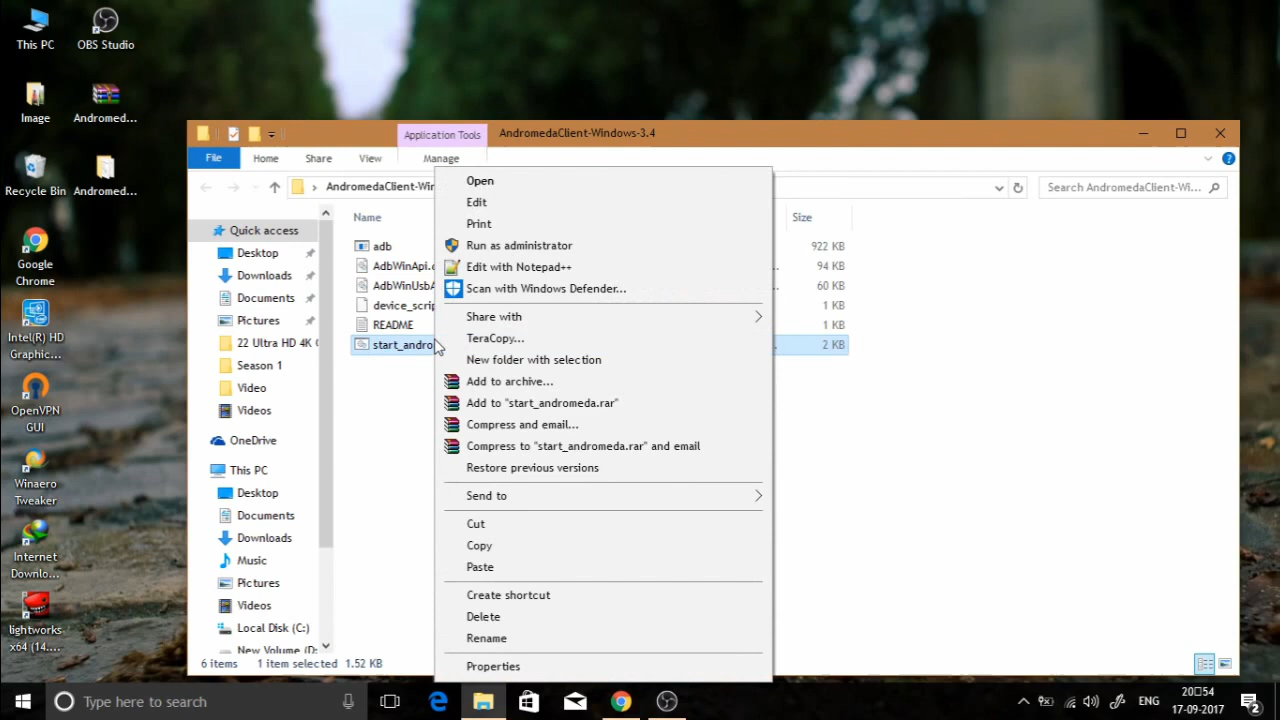 This PC
OBS Studio
Image
Andromed...
Recycle Bin
Andromed...
Google
Chrome
Intel(R) HD
Graphic...
OpenVPN
GUI
Winaero
Tweaker
Internet
Downlo...
lightworks
x64 (14....
Application Tools
AndromedaClient-Windows-3.4
File
Home
Share
View
Manage
AndromedaClient-Win
Search AndromedaClient-Wi...
Quick access
Desktop
Downloads
Documents
Pictures
22 Ultra HD 4K
Season 1
Video
Videos
OneDrive
This PC
Desktop
Documents
Downloads
Music
Pictures
Videos
Local Disk (C:)
New Volume (D:
Name
Size
adb
922 KB
AdbWinApi.
94 KB
AdbWinUsbA
60 KB
device_scrip
1 KB
README
1 KB
start_andro
2 KB
Open
Edit
Print
Run as administrator
Edit with Notepad++
Scan with Windows Defender...
Share with
TeraCopy...
New folder with selection
Add to archive...
Add to "start_andromeda.rar"
Compress and email...
Compress to "start_andromeda.rar" and email
Restore previous versions
Send to
Cut
Copy
Paste
Create shortcut
Delete
Rename
Properties
6 items
1 item selected 1.52 KB
Type here to search
ENG
20□54
17-09-2017
2